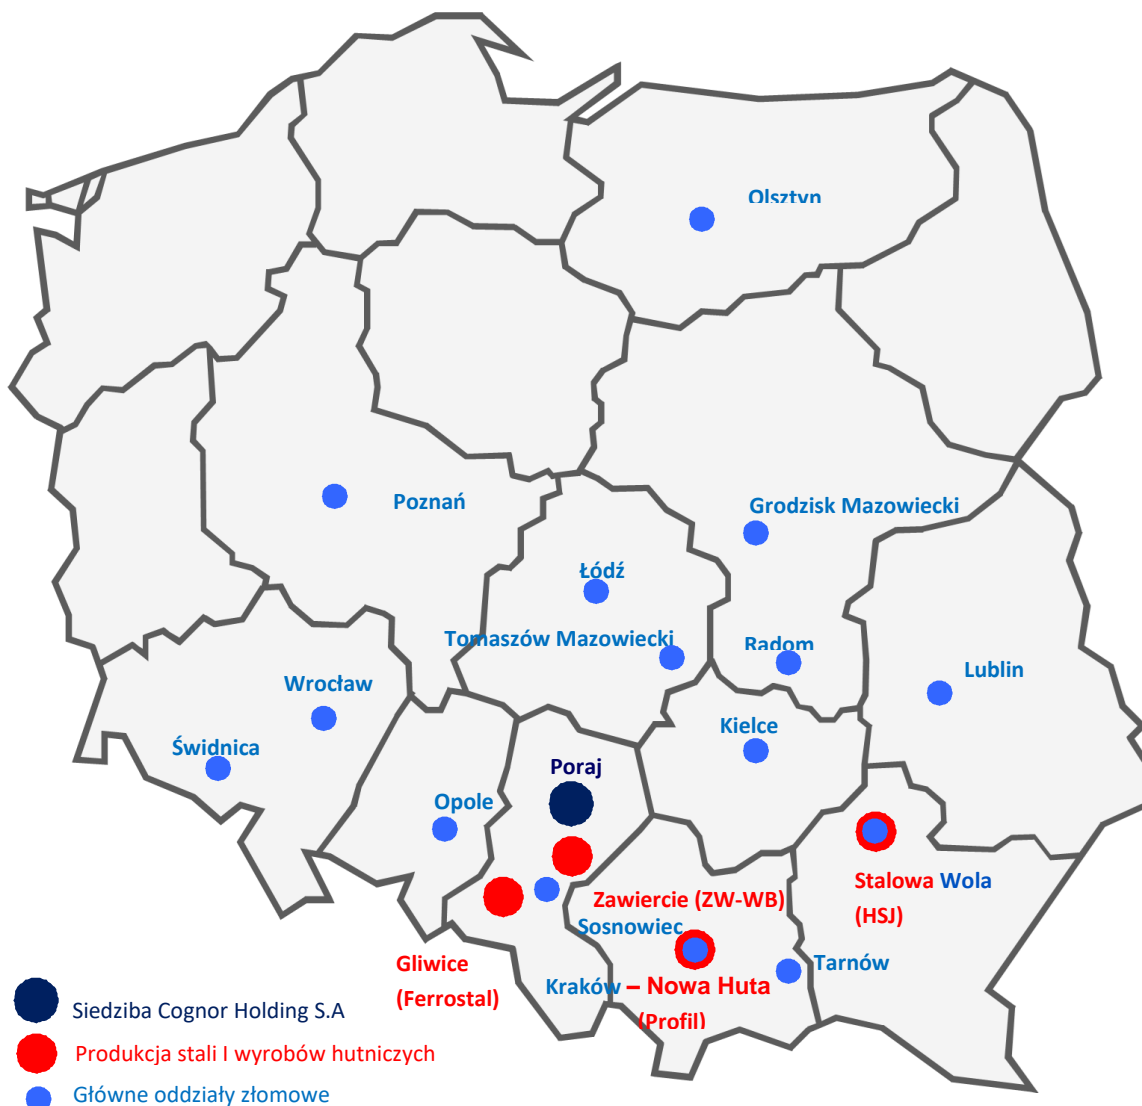 Olsztyn
Poznań
Grodzisk Mazowiecki
Łódź
Tomaszów Mazowiecki
Radom
Lublin
Wrocław
Kielce
Świdnica
Poraj
Opole
Zawiercie (ZW-WB)
Stalowa Wola
(HSJ)
Sosnowiec
Gliwice
(Ferrostal)
Tarnów
Kraków – Nowa Huta
(Profil)
Siedziba Cognor Holding S.A
Produkcja stali I wyrobów hutniczych
Główne oddziały złomowe